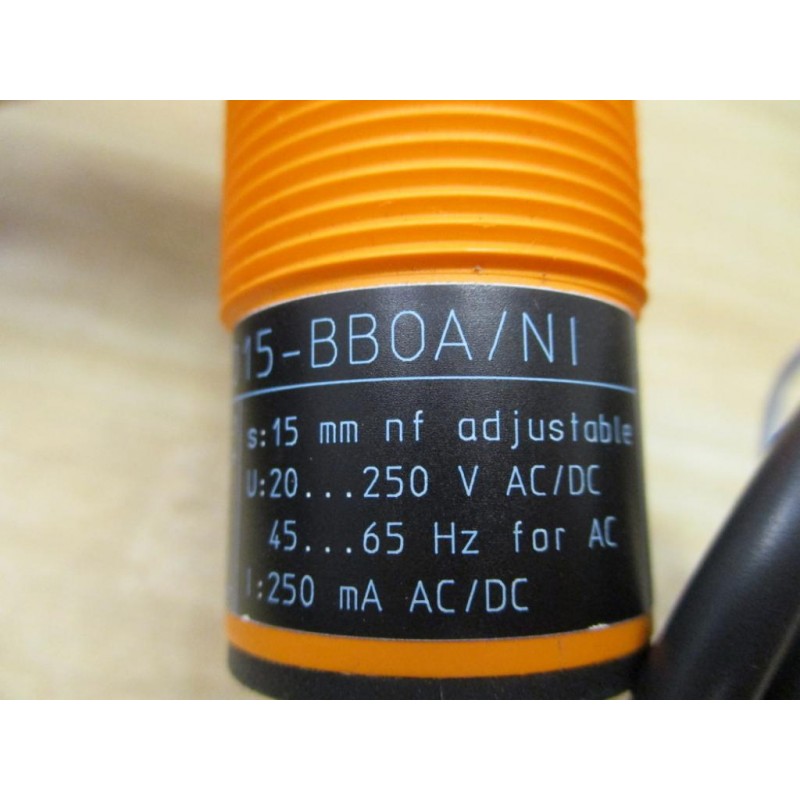 15-BBOA/NI
s:15 mm nf adjustable
U:20...250 V AC/DC
45...65 Hz for AC
I:250 mA AC/DC